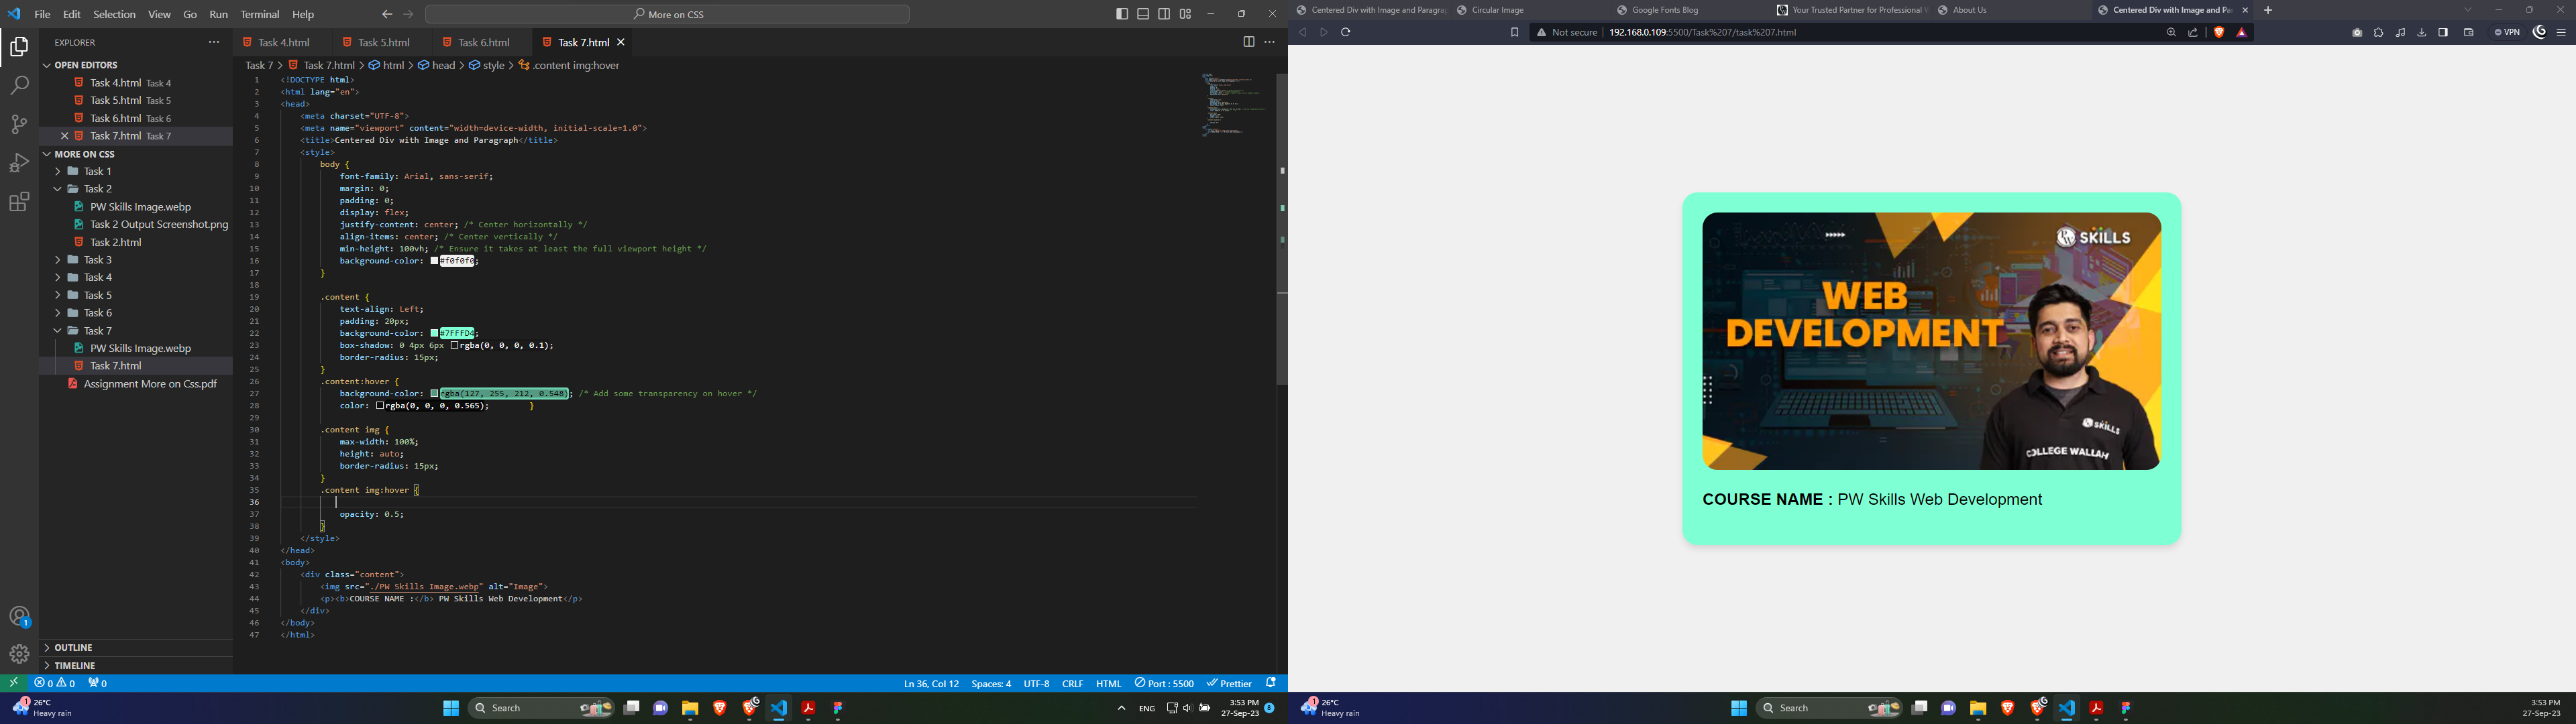 File Edit Selection View Go Run Terminal Help
More on CSS
EXPLORER
OPEN EDITORS
Task 4.html Task 4
Task 5.html Task 5
Task 6.html Task 6
Task 7.html Task 7
MORE ON CSS
Task 1
Task 2
PW Skills Image.webp
Task 2 Output Screenshot.png
Task 2.html
Task 3
Task 4
Task 5
Task 6
Task 7
PW Skills Image.webp
Task 7.html
Assignment More on Css.pdf
OUTLINE
TIMELINE
1
Task 4.html Task 5.html Task 6.html Task 7.html
Task 7 > Task 7.html > html > head > style > .content img:hover
1 <!DOCTYPE html>
2 <html lang="en">
3 <head>
4 <meta charset="UTF-8">
5 <meta name="viewport" content="width=device-width, initial-scale=1.0">
6 <title>Centered Div with Image and Paragraph</title>
7 <style>
8 body {
9 font-family: Arial, sans-serif;
10 margin: 0;
11 padding: 0;
12 display: flex;
13 justify-content: center; /* Center horizontally */
14 align-items: center; /* Center vertically */
15 min-height: 100vh; /* Ensure it takes at least the full viewport height */
16 background-color: #f0f0f0;
17 }
18
19 .content {
20 text-align: Left;
21 padding: 20px;
22 background-color: #7FFFD4;
23 box-shadow: 0 4px 6px rgba(0, 0, 0, 0.1);
24 border-radius: 15px;
25 }
26 .content:hover {
27 background-color: rgba(127, 255, 212, 0.548); /* Add some transparency on hover */
28 color: rgba(0, 0, 0, 0.565); }
29
30 .content img {
31 max-width: 100%;
32 height: auto;
33 border-radius: 15px;
34 }
35 .content img:hover {
36
37 opacity: 0.5;
38 }
39 </style>
40 </head>
41 <body>
42 <div class="content">
43 <img src="./PW Skills Image.webp" alt="Image">
44 <p><b>COURSE NAME :</b> PW Skills Web Development</p>
45 </div>
46 </body>
47 </html>
0 0 0 Ln 36, Col 12 Spaces: 4 UTF-8 CRLF HTML Port : 5500 Prettier
1
26°C
Heavy rain
Search
ENG
3:53 PM
27-Sep-23
8
Centered Div with Image and Paragrap Circular Image Google Fonts Blog Your Trusted Partner for Professional About Us Centered Div with Image and Pa
Not secure 192.168.0.109:5500/Task%207/task%207.html
VPN
PW SKILLS
WEB
DEVELOPMENT
SKILLS
COLLEGE WALLAH
COURSE NAME : PW Skills Web Development
1
26°C
Heavy rain
Search
3:53 PM
27-Sep-23